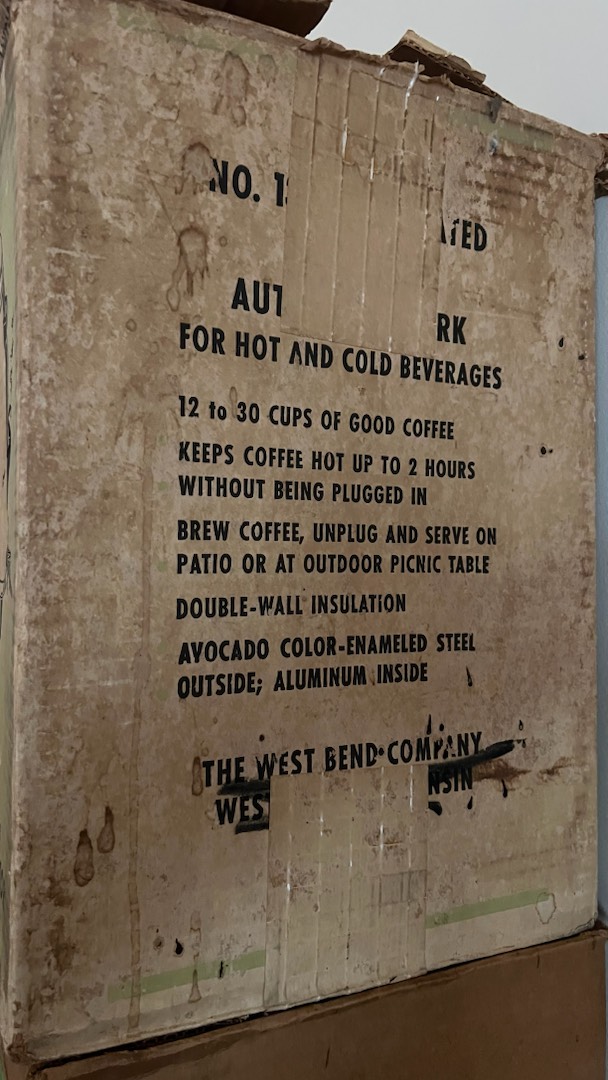 NO. 1
ATED
AUT RK
FOR HOT AND COLD BEVERAGES
12 to 30 CUPS OF GOOD COFFEE
KEEPS COFFEE HOT UP TO 2 HOURS
WITHOUT BEING PLUGGED IN
BREW COFFEE, UNPLUG AND SERVE ON
PATIO OR AT OUTDOOR PICNIC TABLE
DOUBLE-WALL INSULATION
AVOCADO COLOR-ENAMELED STEEL
OUTSIDE; ALUMINUM INSIDE
THE WEST BEND COMPANY
WES NSIN